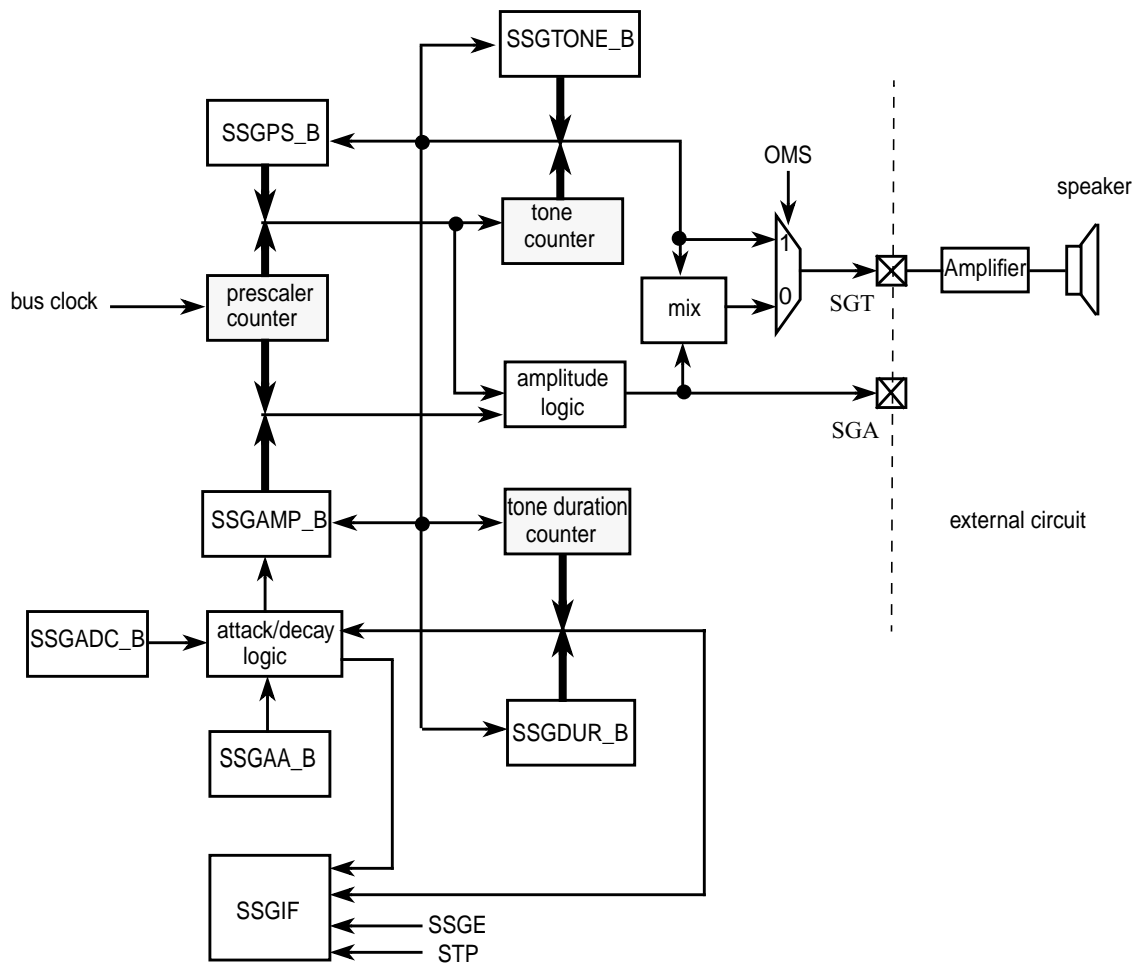 SSGTONE_B
SSGPS_B
OMS
speaker
tone
counter
1
Amplifier
bus clock
prescaler
counter
mix
0
SGT
amplitude
logic
SGA
SSGAMP_B
tone duration
counter
external circuit
SSGADC_B
attack/decay
logic
SSGDUR_B
SSGAA_B
SSGIF
SSGE
STP